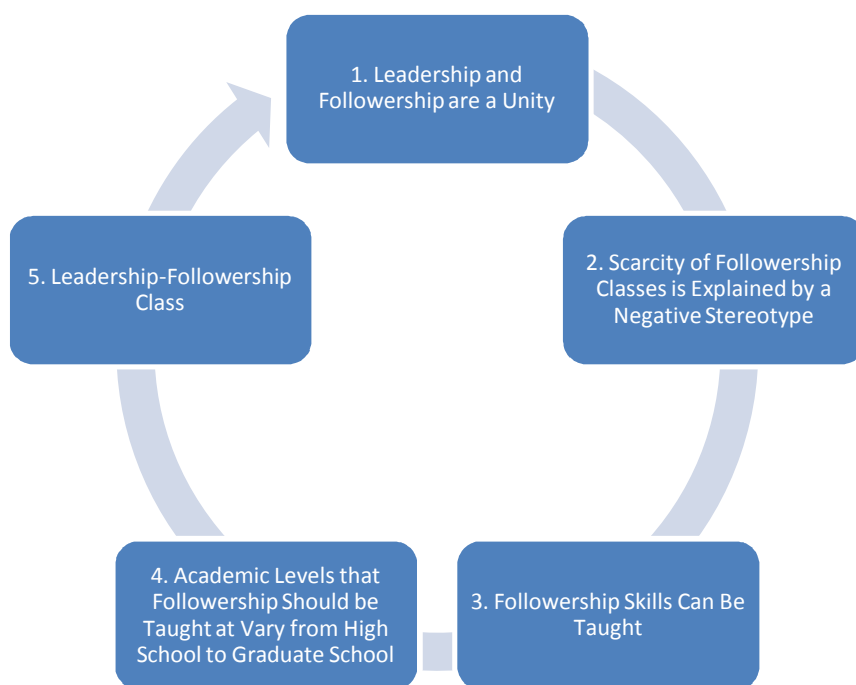 1. Leadership and
Followership are a Unity
2. Scarcity of Followership
Classes is Explained by a
Negative Stereotype
3. Followership Skills Can Be
Taught
4. Academic Levels that
Followership Should be
Taught at Vary from High
School to Graduate School
5. Leadership-Followership
Class